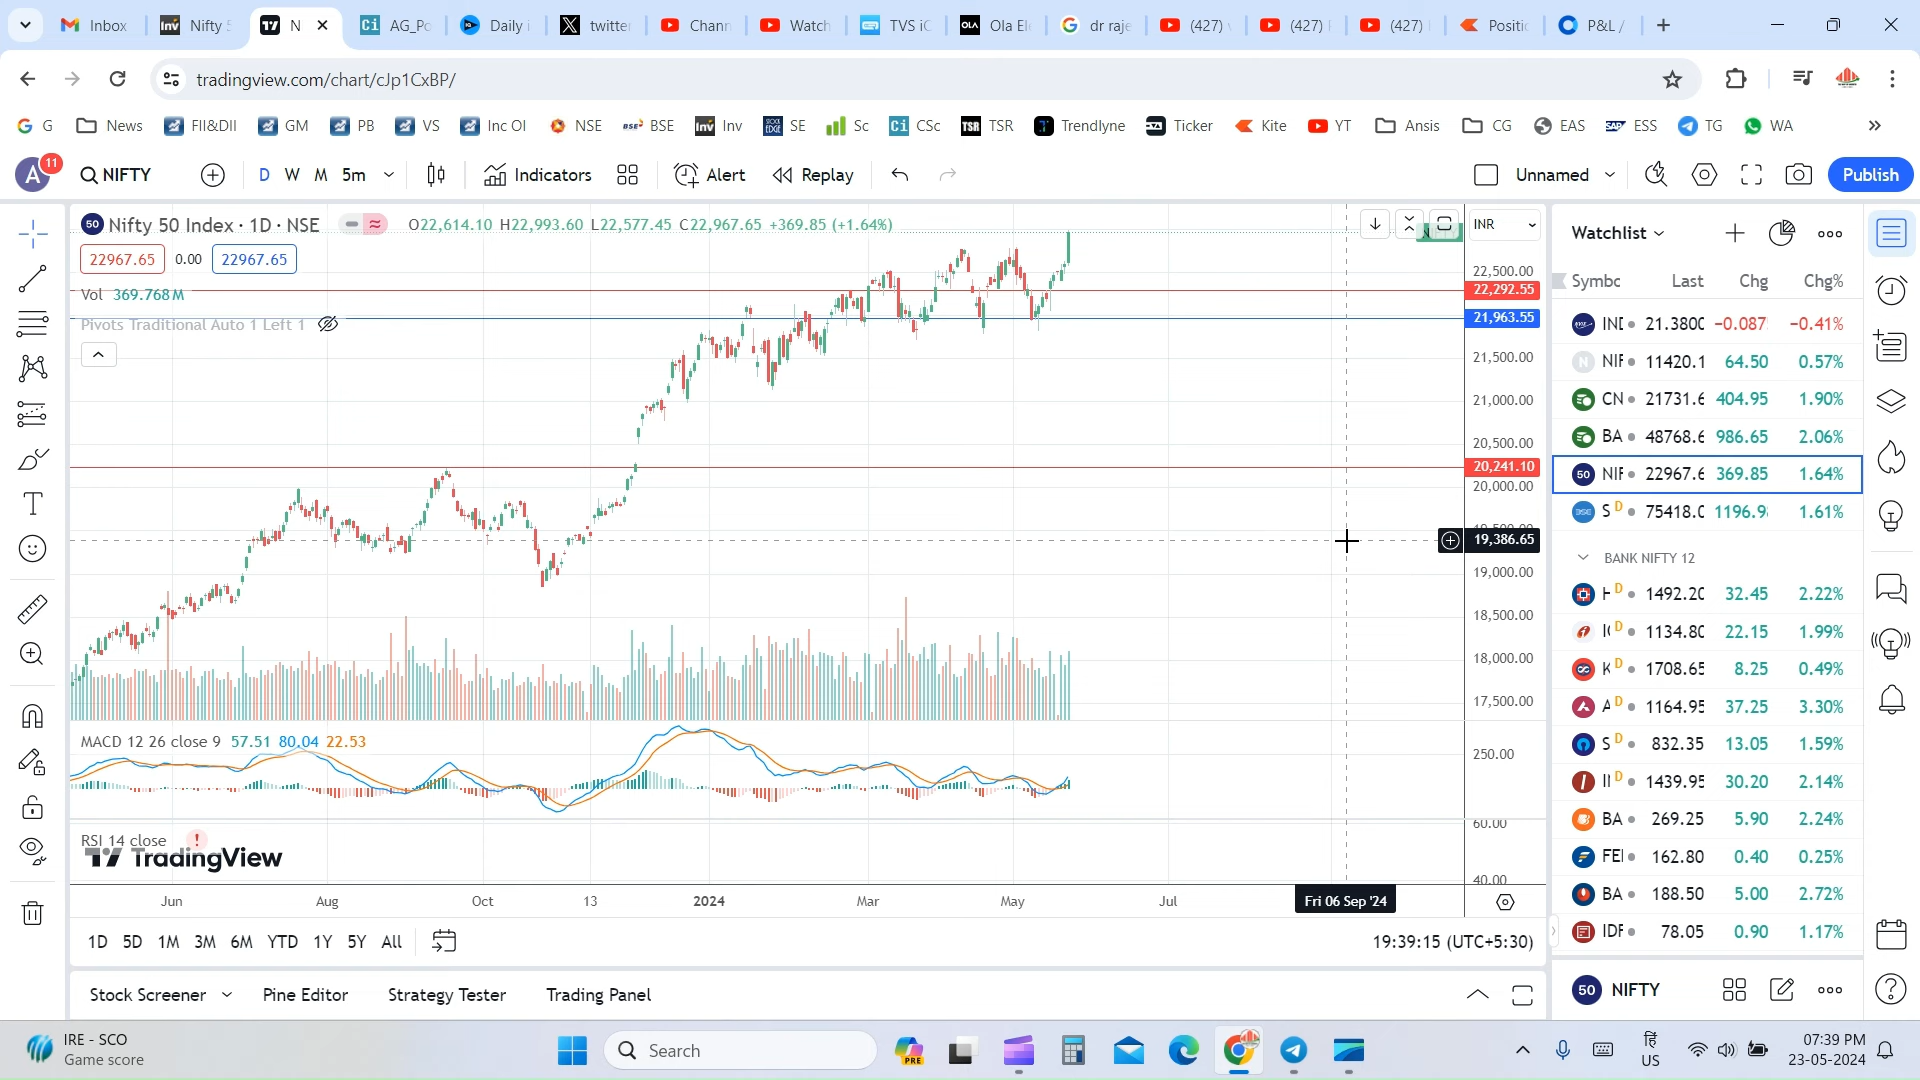 Inbox Nifty 5 N AG_Po Daily i twitte Chann Watch TVS iC Ola Ele dr raje (427) (427) (427) Positi P&L /
tradingview.com/chart/cJp1CxBP/
G News FII&DII GM PB VS Inc OI NSE BSE Inv SE Sc CSc TSR Trendlyne Ticker Kite YT Ansis CG EAS ESS TG WA
A 11 NIFTY D W M 5m Indicators Alert Replay Unnamed Publish
50 Nifty 50 Index · 1D · NSE O22,614.10 H22,993.60 L22,577.45 C22,967.65 +369.85 (+1.64%) INR
22967.65 0.00 22967.65
Vol 369.768M
Pivots Traditional Auto 1 Left 1
22,500.00
22,292.55
21,963.55
21,500.00
21,000.00
20,500.00
20,241.10
20,000.00
19,386.65
19,000.00
18,500.00
18,000.00
17,500.00
MACD 12 26 close 9 57.51 80.04 22.53
250.00
RSI 14 close !
60.00
TradingView
40.00
Jun Aug Oct 13 2024 Mar May Jul Fri 06 Sep '24
1D 5D 1M 3M 6M YTD 1Y 5Y All 19:39:15 (UTC+5:30)
Stock Screener Pine Editor Strategy Tester Trading Panel
Watchlist
Symbc Last Chg Chg%
IND 21.3800 −0.087 −0.41%
NIF 11420.1 64.50 0.57%
CN 21731.6 404.95 1.90%
BA 48768.6 986.65 2.06%
50 NIF 22967.6 369.85 1.64%
S D 75418.0 1196.9 1.61%
BANK NIFTY 12
H D 1492.20 32.45 2.22%
I D 1134.80 22.15 1.99%
K D 1708.65 8.25 0.49%
A D 1164.95 37.25 3.30%
S D 832.35 13.05 1.59%
II D 1439.95 30.20 2.14%
BA 269.25 5.90 2.24%
FEI 162.80 0.40 0.25%
BA 188.50 5.00 2.72%
IDF 78.05 0.90 1.17%
50 NIFTY
IRE - SCO
Game score
Search
PRE
हि
US
07:39 PM
23-05-2024